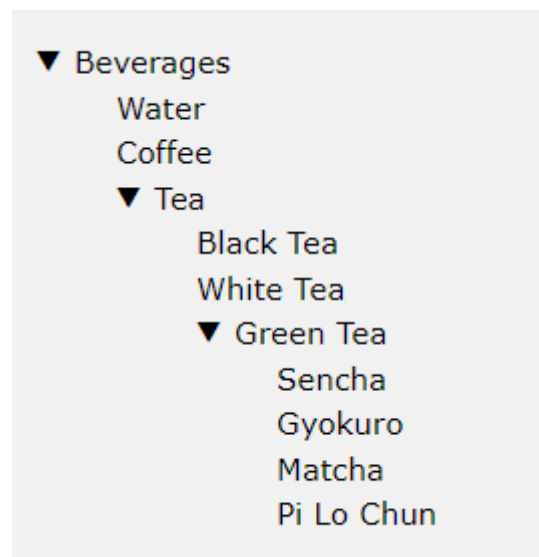 ▼ Beverages
Water
Coffee
▼ Tea
Black Tea
White Tea
▼ Green Tea
Sencha
Gyokuro
Matcha
Pi Lo Chun